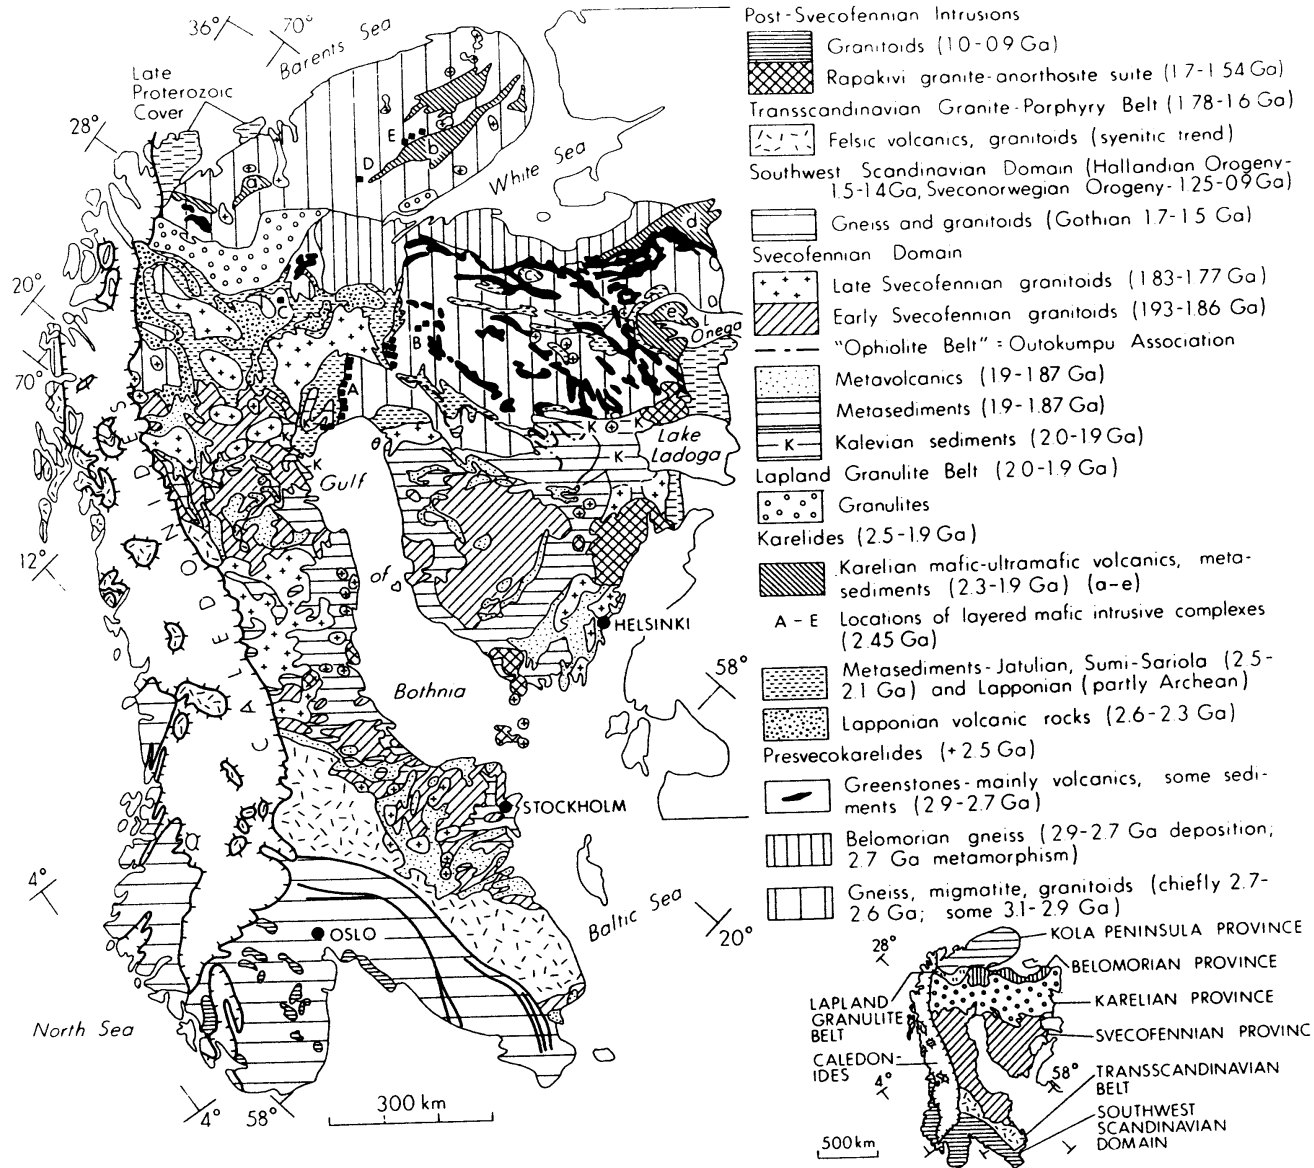 36°
70°
Barents Sea
Late
Proterozoic
Cover
28°
E
D
b
a
White Sea
d
20°
C
e
L
Onega
B
70°
A
K
K
K
K
K
K
Lake
Ladoga
Gulf
of
Bothnia
12°
CALEDONIDES
HELSINKI
58°
STOCKHOLM
4°
Baltic Sea
20°
OSLO
North Sea
4°
58°
300 km
Post-Svecofennian Intrusions
Granitoids (1.0-0.9 Ga)
Rapakivi granite-anorthosite suite (1.7-1.54 Ga)
Transscandinavian Granite-Porphyry Belt (1.78-1.6 Ga)
Felsic volcanics, granitoids (syenitic trend)
Southwest Scandinavian Domain (Hallandian Orogeny-
1.5-1.4Ga, Sveconorwegian Orogeny-1.25-0.9Ga)
Gneiss and granitoids (Gothian 1.7-1.5 Ga)
Svecofennian Domain
Late Svecofennian granitoids (1.83-1.77 Ga)
Early Svecofennian granitoids (1.93-1.86 Ga)
"Ophiolite Belt" = Outokumpu Association
Metavolcanics (1.9-1.87 Ga)
Metasediments (1.9-1.87 Ga)
K Kalevian sediments (2.0-1.9 Ga)
Lapland Granulite Belt (2.0-1.9 Ga)
Granulites
Karelides (2.5-1.9 Ga)
Karelian mafic-ultramafic volcanics, meta-
sediments (2.3-1.9 Ga) (a-e)
A-E Locations of layered mafic intrusive complexes
(2.45 Ga)
Metasediments-Jatulian, Sumi-Sariola (2.5-
2.1 Ga) and Lapponian (partly Archean)
Lapponian volcanic rocks (2.6-2.3 Ga)
Presvecokarelides (+2.5 Ga)
Greenstones-mainly volcanics, some sedi-
ments (2.9-2.7 Ga)
Belomorian gneiss (2.9-2.7 Ga deposition;
2.7 Ga metamorphism)
Gneiss, migmatite, granitoids (chiefly 2.7-
2.6 Ga; some 3.1-2.9 Ga)
28°
KOLA PENINSULA PROVINCE
BELOMORIAN PROVINCE
LAPLAND
GRANULITE
BELT
KARELIAN PROVINCE
SVECOFENNIAN PROVINC
CALEDON-
IDES
4°
58°
TRANSSCANDINAVIAN
BELT
SOUTHWEST
SCANDINAVIAN
DOMAIN
500 km